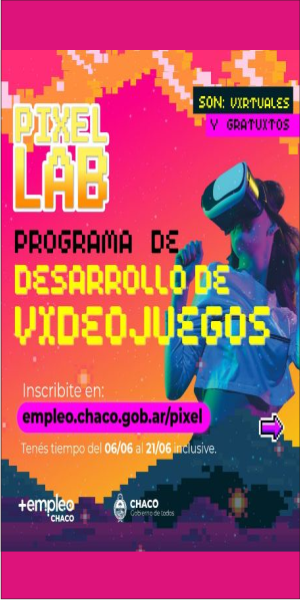 SON: VIRTUALES
Y GRATUITOS
PIXEL
LAB
PROGRAMA DE
DESARROLLO DE
VIDEOJUEGOS
Inscribite en:
empleo.chaco.gob.ar/pixel
Tenés tiempo del 06/06 al 21/06 inclusive.
+empleo
CHACO
CHACO
Gobierno de todos